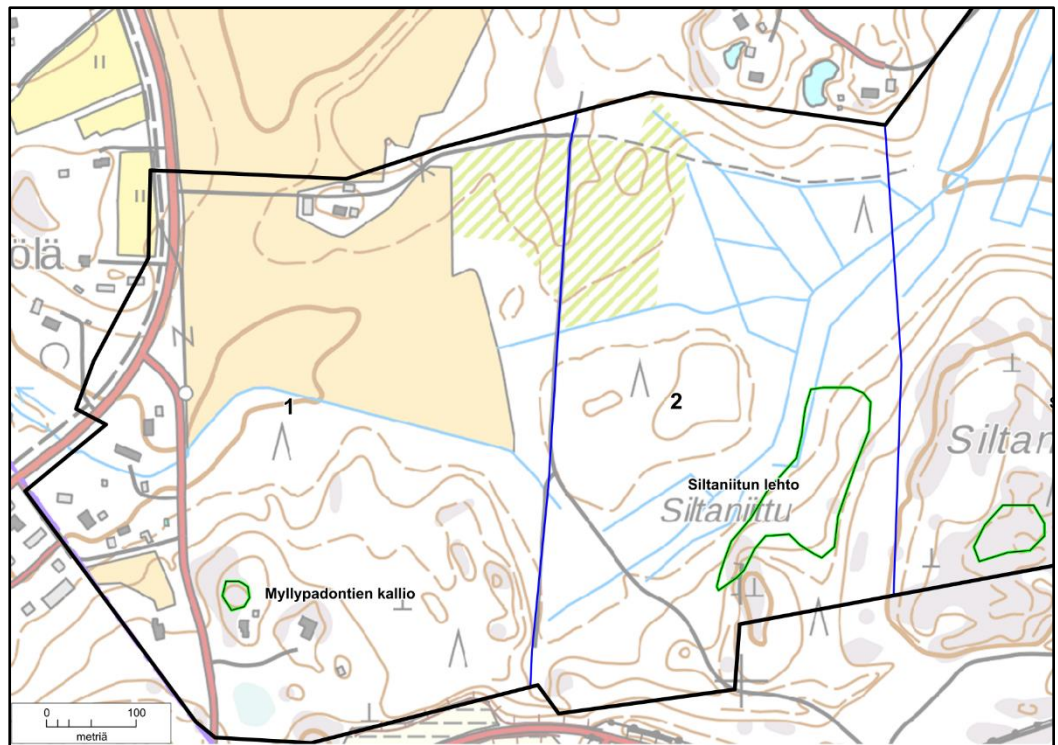 ölä
1
2
Siltaniitun lehto
Siltaniittu
Siltan
Myllypadontien kallio
0 100
metriä